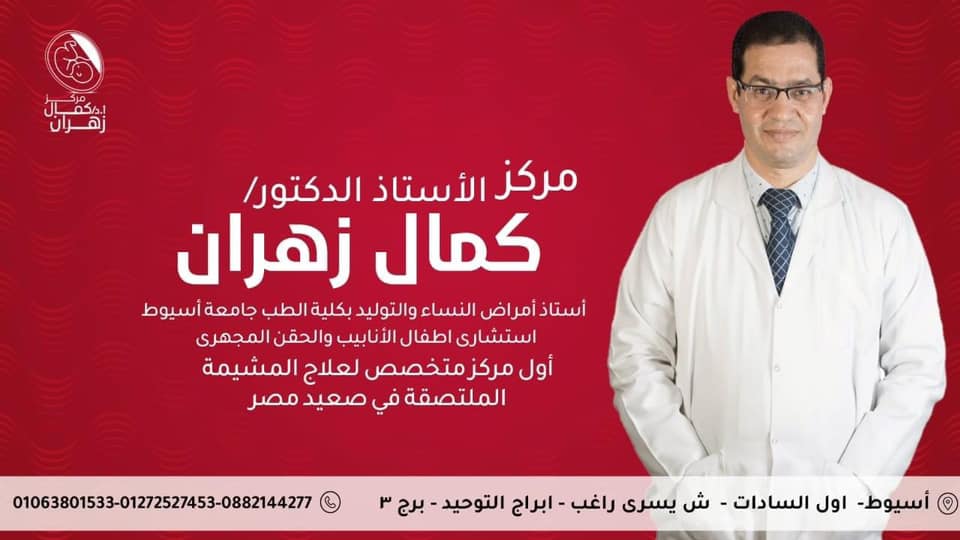 مركز
ا.د/كمال
زهران
مركز الأستاذ الدكتور/
كمال زهران
أستاذ أمراض النساء والتوليد بكلية الطب جامعة أسيوط
استشارى اطفال الأنابيب والحقن المجهرى
أول مركز متخصص لعلاج المشيمة
الملتصقة في صعيد مصر
أسيوط- اول السادات - ش يسرى راغب - ابراج التوحيد - برج ٣
01063801533-01272527453-0882144277